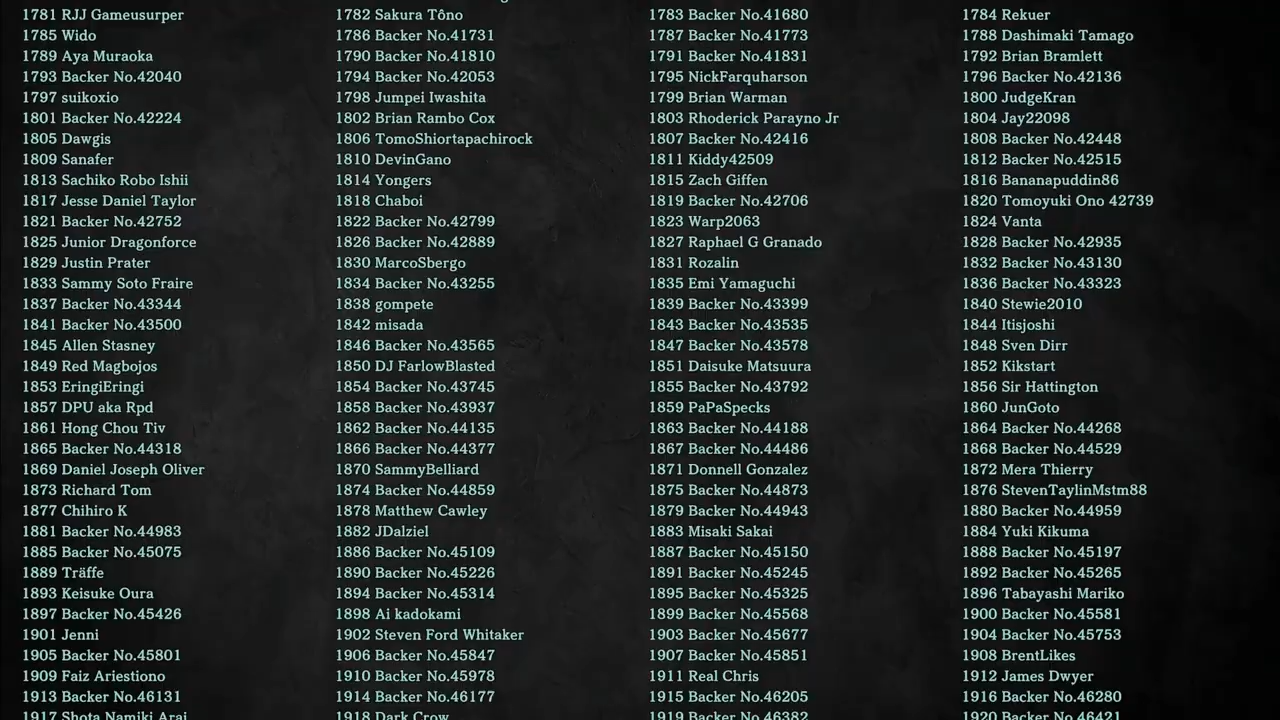 1781 RJJ Gameusurper 1782 Sakura Tôno 1783 Backer No.41680 1784 Rekuer
1785 Wido 1786 Backer No.41731 1787 Backer No.41773 1788 Dashimaki Tamago
1789 Aya Muraoka 1790 Backer No.41810 1791 Backer No.41831 1792 Brian Bramlett
1793 Backer No.42040 1794 Backer No.42053 1795 NickFarquharson 1796 Backer No.42136
1797 suikoxio 1798 Jumpei Iwashita 1799 Brian Warman 1800 JudgeKran
1801 Backer No.42224 1802 Brian Rambo Cox 1803 Rhoderick Parayno Jr 1804 Jay22098
1805 Dawgis 1806 TomoShiortapachirock 1807 Backer No.42416 1808 Backer No.42448
1809 Sanafer 1810 DevinGano 1811 Kiddy42509 1812 Backer No.42515
1813 Sachiko Robo Ishii 1814 Yongers 1815 Zach Giffen 1816 Bananapuddin86
1817 Jesse Daniel Taylor 1818 Chaboi 1819 Backer No.42706 1820 Tomoyuki Ono 42739
1821 Backer No.42752 1822 Backer No.42799 1823 Warp2063 1824 Vanta
1825 Junior Dragonforce 1826 Backer No.42889 1827 Raphael G Granado 1828 Backer No.42935
1829 Justin Prater 1830 MarcoSbergo 1831 Rozalin 1832 Backer No.43130
1833 Sammy Soto Fraire 1834 Backer No.43255 1835 Emi Yamaguchi 1836 Backer No.43323
1837 Backer No.43344 1838 gompete 1839 Backer No.43399 1840 Stewie2010
1841 Backer No.43500 1842 misada 1843 Backer No.43535 1844 Itisjoshi
1845 Allen Stasney 1846 Backer No.43565 1847 Backer No.43578 1848 Sven Dirr
1849 Red Magbojos 1850 DJ FarlowBlasted 1851 Daisuke Matsuura 1852 Kikstart
1853 EringiEringi 1854 Backer No.43745 1855 Backer No.43792 1856 Sir Hattington
1857 DPU aka Rpd 1858 Backer No.43937 1859 PaPaSpecks 1860 JunGoto
1861 Hong Chou Tiv 1862 Backer No.44135 1863 Backer No.44188 1864 Backer No.44268
1865 Backer No.44318 1866 Backer No.44377 1867 Backer No.44486 1868 Backer No.44529
1869 Daniel Joseph Oliver 1870 SammyBelliard 1871 Donnell Gonzalez 1872 Mera Thierry
1873 Richard Tom 1874 Backer No.44859 1875 Backer No.44873 1876 StevenTaylinMstm88
1877 Chihiro K 1878 Matthew Cawley 1879 Backer No.44943 1880 Backer No.44959
1881 Backer No.44983 1882 JDalziel 1883 Misaki Sakai 1884 Yuki Kikuma
1885 Backer No.45075 1886 Backer No.45109 1887 Backer No.45150 1888 Backer No.45197
1889 Träffe 1890 Backer No.45226 1891 Backer No.45245 1892 Backer No.45265
1893 Keisuke Oura 1894 Backer No.45314 1895 Backer No.45325 1896 Tabayashi Mariko
1897 Backer No.45426 1898 Ai kadokami 1899 Backer No.45568 1900 Backer No.45581
1901 Jenni 1902 Steven Ford Whitaker 1903 Backer No.45677 1904 Backer No.45753
1905 Backer No.45801 1906 Backer No.45847 1907 Backer No.45851 1908 BrentLikes
1909 Faiz Ariestiono 1910 Backer No.45978 1911 Real Chris 1912 James Dwyer
1913 Backer No.46131 1914 Backer No.46177 1915 Backer No.46205 1916 Backer No.46280
1917 Shota Namiki Arai 1918 Dark Crow 1919 Backer No.46382 1920 Backer No.46421